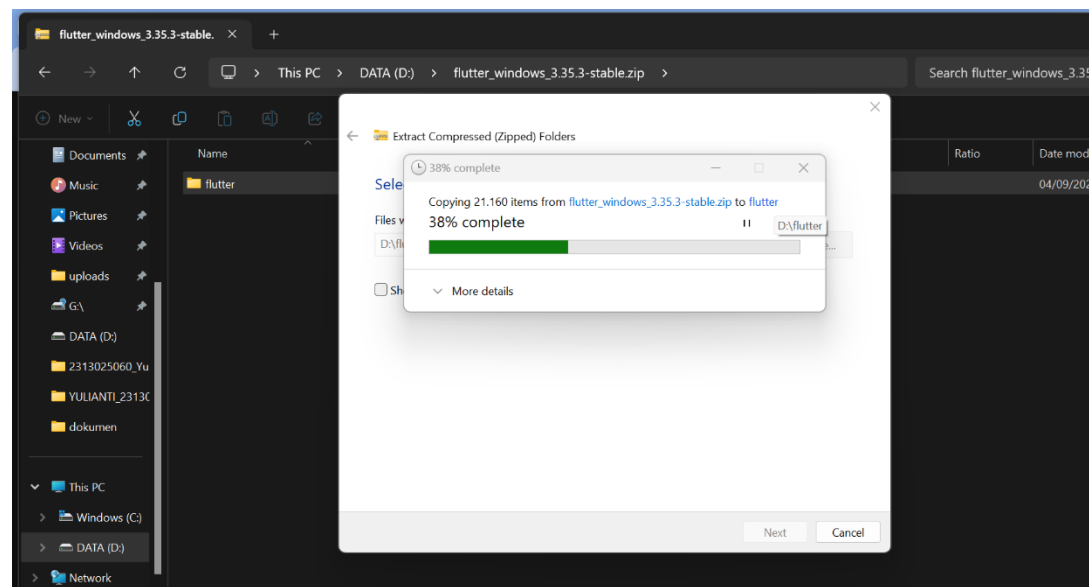 flutter_windows_3.35.3-stable.
This PC > DATA (D:) > flutter_windows_3.35.3-stable.zip >
Search flutter_windows_3.35
New
Extract Compressed (Zipped) Folders
Documents
Name
Ratio
Date mod
38% complete
Music
flutter
Sele
04/09/202
Copying 21.160 items from flutter_windows_3.35.3-stable.zip to flutter
Pictures
Files w
38% complete
D:\flutter
Videos
D:\flu
e...
uploads
Sh
More details
G:\
DATA (D:)
2313025060_Yu
YULIANTI_2313
dokumen
This PC
Windows (C:)
Next
Cancel
DATA (D:)
Network